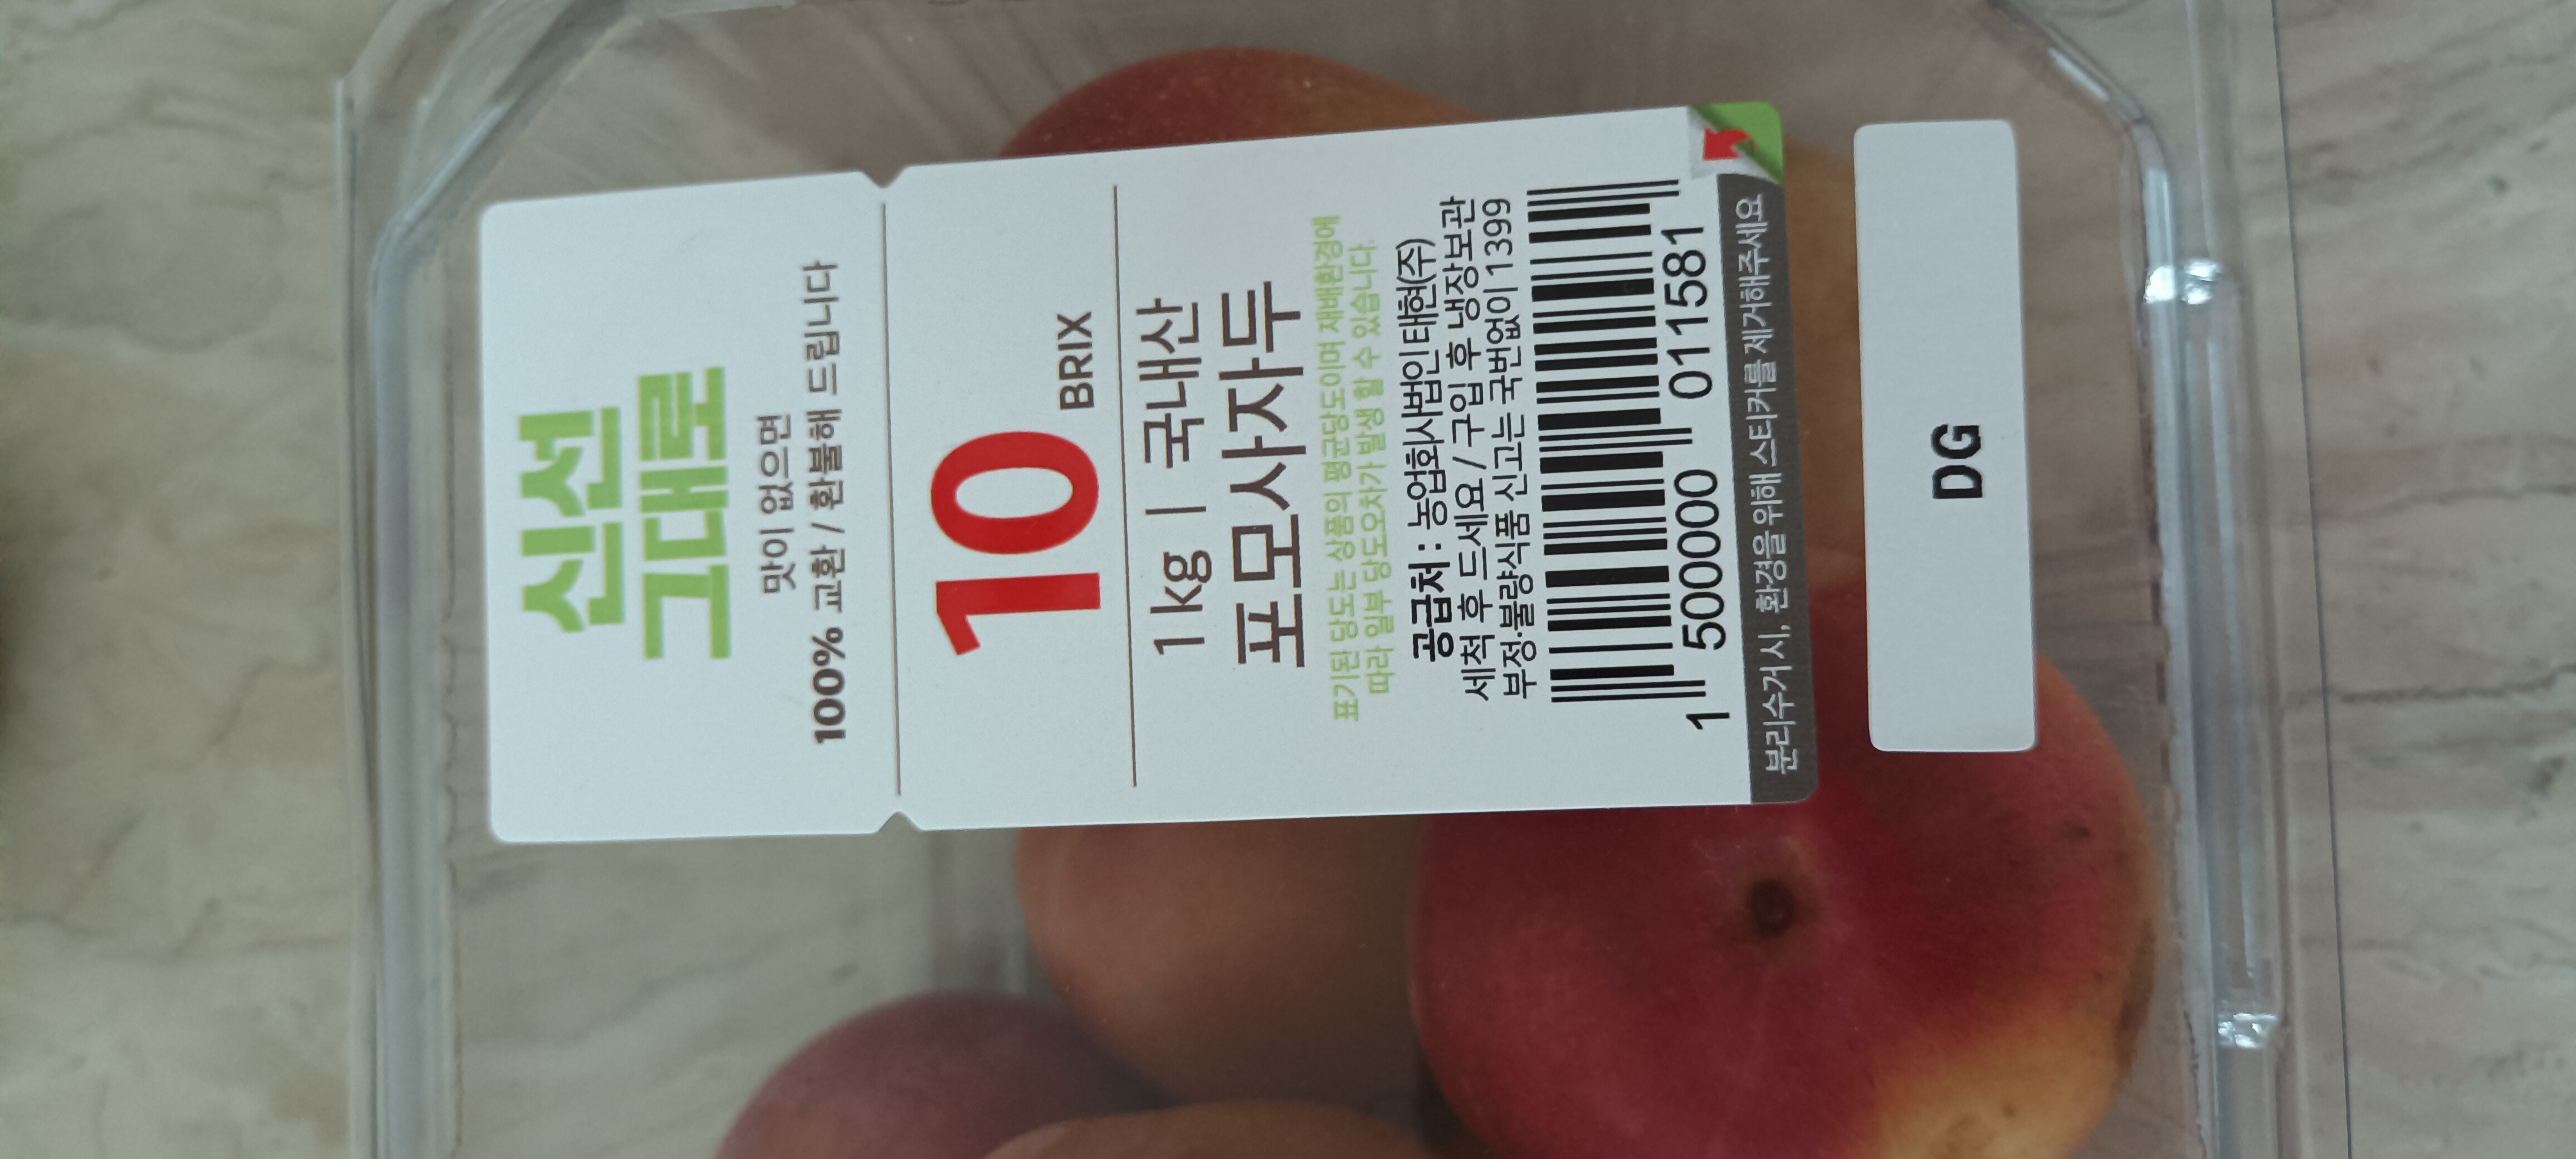 신선
그대로
맛이 없으면
100% 교환 / 환불해 드립니다
10 BRIX
1kg | 국내산
포모사자두
표기된 당도는 상품의 평균당도이며 재배환경에
따라 일부 당도오차가 발생 할 수 있습니다.
공급처 : 농업회사법인 태현(주)
세척 후 드세요 / 구입 후 냉장보관
부정·불량식품 신고는 국번없이 1399
1 500000 011581
분리수거 시, 환경을 위해 스티커를 제거해주세요
DG